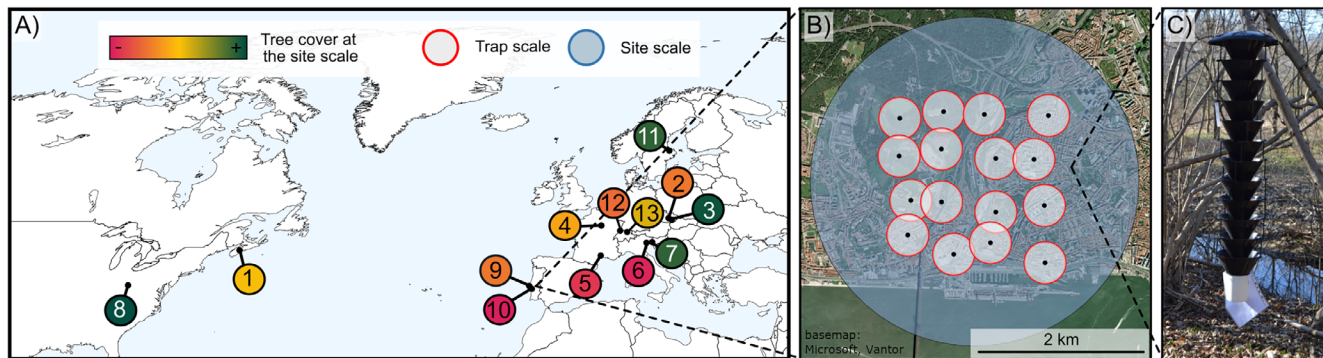 A)
-
+
Tree cover at
the site scale
Trap scale
Site scale
11
2
12
13
3
4
7
9
6
5
1
10
8
B)
basemap:
Microsoft, Vantor
2 km
C)